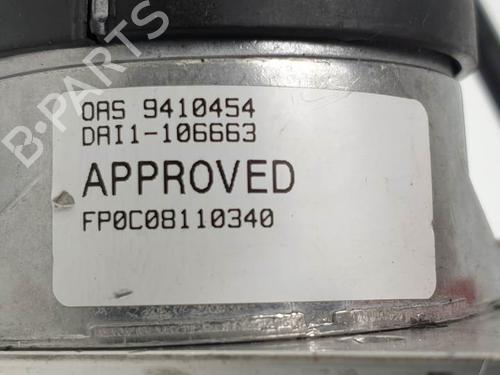 B-PARTS
OAS 9410454
DAI1-106663
APPROVED
FP0C08110340